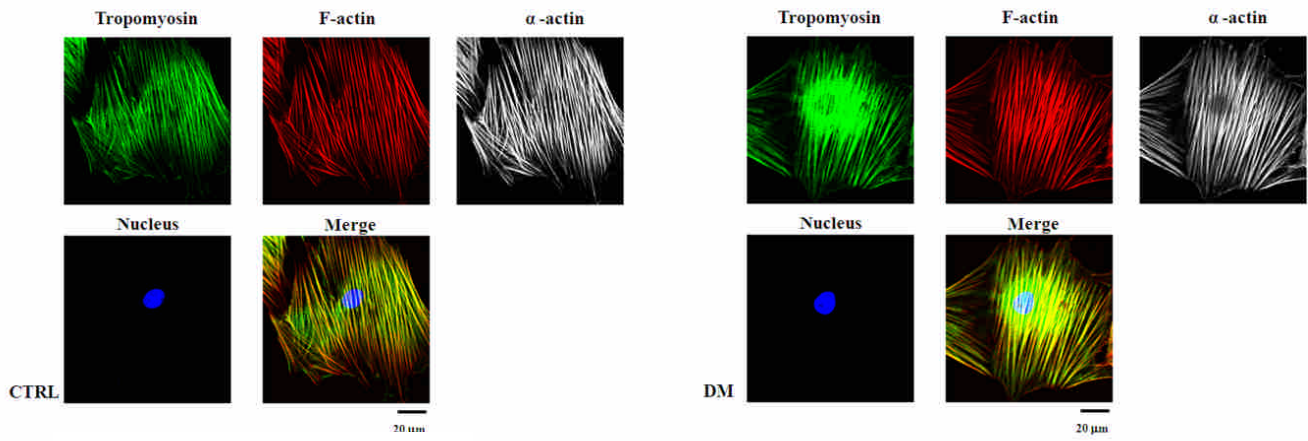 Tropomyosin F-actin α -actin
Nucleus Merge
CTRL
20 µm
Tropomyosin F-actin α -actin
Nucleus Merge
DM
20 µm